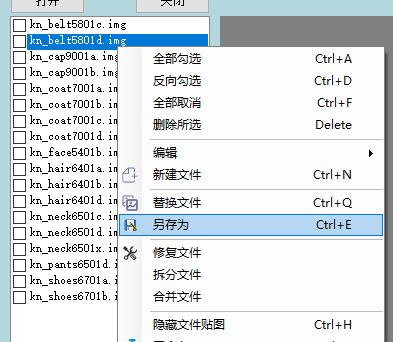 打开 关闭
kn_belt5801c.img
kn_belt5801d.img
kn_cap9001a.img
kn_cap9001b.img
kn_coat7001a.im
kn_coat7001b.im
kn_coat7001c.im
kn_coat7001d.im
kn_face5401b.im
kn_hair6401a.im
kn_hair6401b.im
kn_hair6401d.im
kn_neck6501c.im
kn_neck6501d.im
kn_neck6501x.im
kn_pants6501d.i
kn_shoes6701a.i
kn_shoes6701b.i
全部勾选 Ctrl+A
反向勾选 Ctrl+D
全部取消 Ctrl+F
删除所选 Delete
编辑
新建文件 Ctrl+N
替换文件 Ctrl+Q
另存为 Ctrl+E
修复文件
拆分文件
合并文件
隐藏文件贴图 Ctrl+H